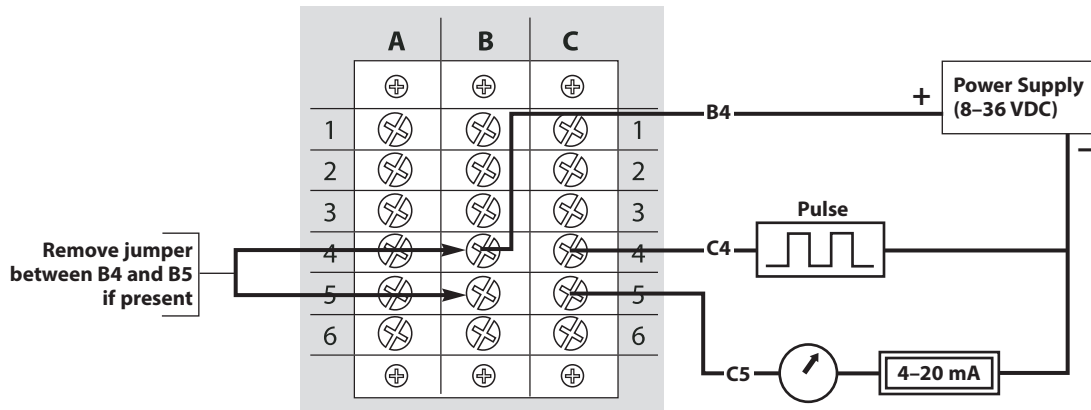 A B C
Power Supply
(8–36 VDC)
+
–
B4
1 1
2 2
3 3
Pulse
4 4
C4
Remove jumper
between B4 and B5
if present
5 5
6 6
C5
4–20 mA